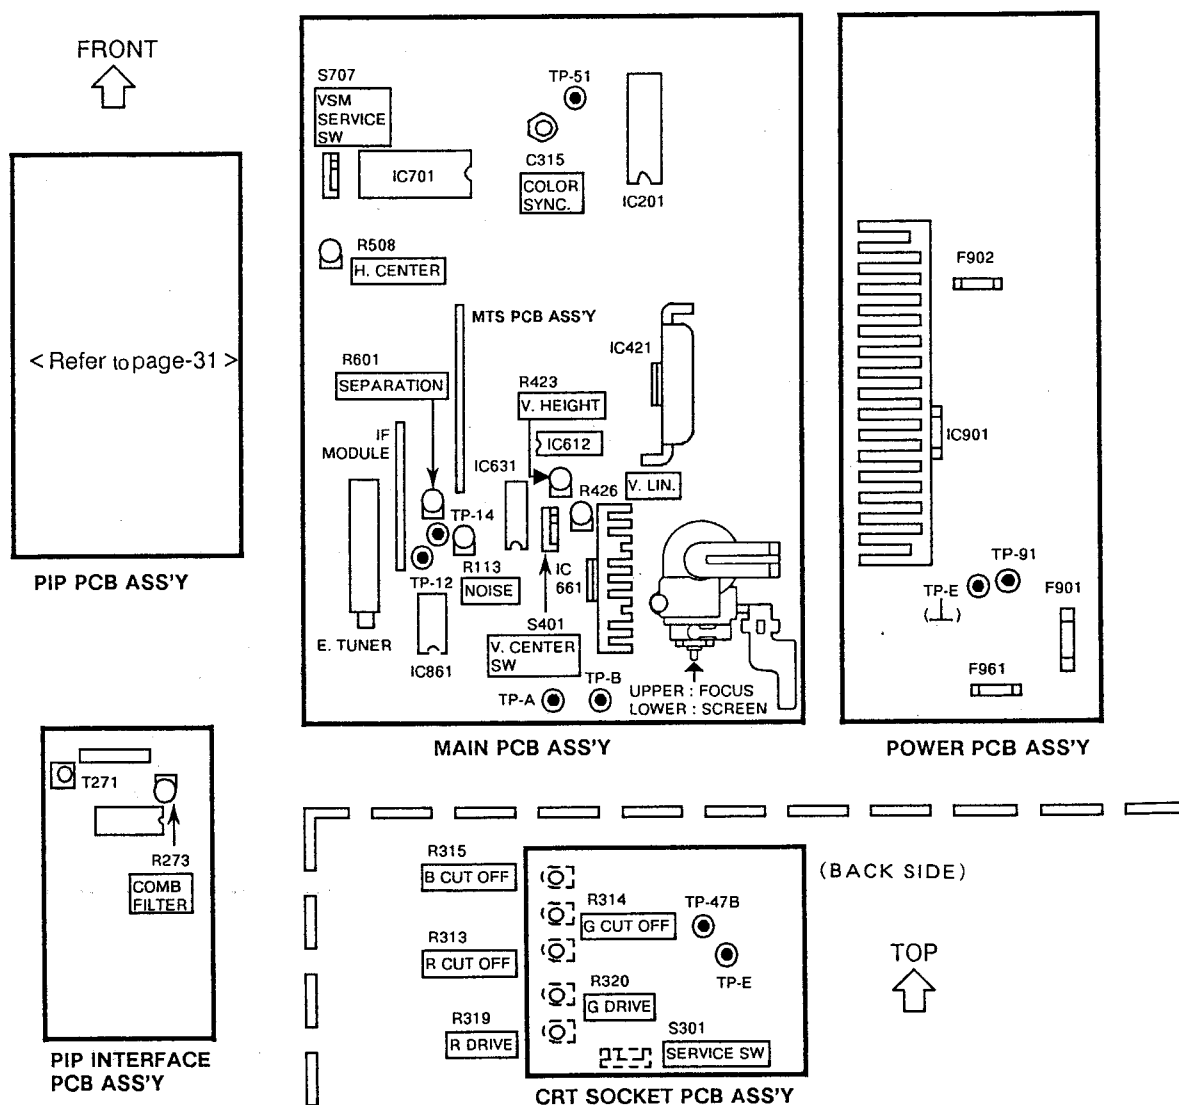 FRONT
< Refer to page-31 >
PIP PCB ASS'Y
S707
VSM
SERVICE
SW
IC701
TP-51
C315
COLOR
SYNC.
IC201
R508
H. CENTER
MTS PCB ASS'Y
R601
SEPARATION
IC421
R423
V. HEIGHT
IF
MODULE
IC612
IC631
R426
V. LIN.
TP-14
TP-12
R113
NOISE
IC
661
E. TUNER
IC861
S401
V. CENTER
SW
TP-A
TP-B
UPPER : FOCUS
LOWER : SCREEN
MAIN PCB ASS'Y
F902
IC901
TP-91
TP-E
(⊥)
F901
F961
POWER PCB ASS'Y
T271
R273
COMB
FILTER
PIP INTERFACE
PCB ASS'Y
R315
B CUT OFF
R314
G CUT OFF
TP-47B
R313
R CUT OFF
TP-E
R320
G DRIVE
R319
R DRIVE
S301
SERVICE SW
CRT SOCKET PCB ASS'Y
(BACK SIDE)
TOP